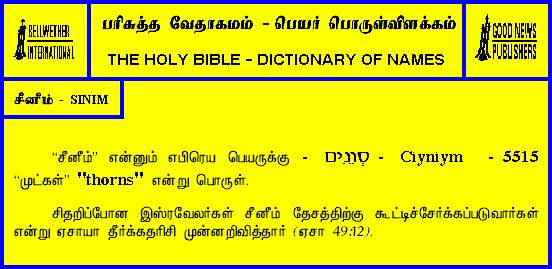 BELLWETHER
INTERNATIONAL
பரிசுத்த வேதாகமம் - பெயர் பொருள்விளக்கம்
THE HOLY BIBLE - DICTIONARY OF NAMES
GOOD NEWS
PUBLISHERS
சீனீம் - SINIM
“சீனீம்” என்னும் எபிரெய பெயருக்கு - סִינִים - Ciyniym - 5515
“முட்கள்” "thorns" என்று பொருள்.
சிதறிப்போன இஸ்ரவேலர்கள் சீனீம் தேசத்திற்கு கூட்டிச்சேர்க்கப்படுவார்கள்
என்று ஏசாயா தீர்க்கதரிசி முன்னறிவித்தார் (ஏசா 49:12).